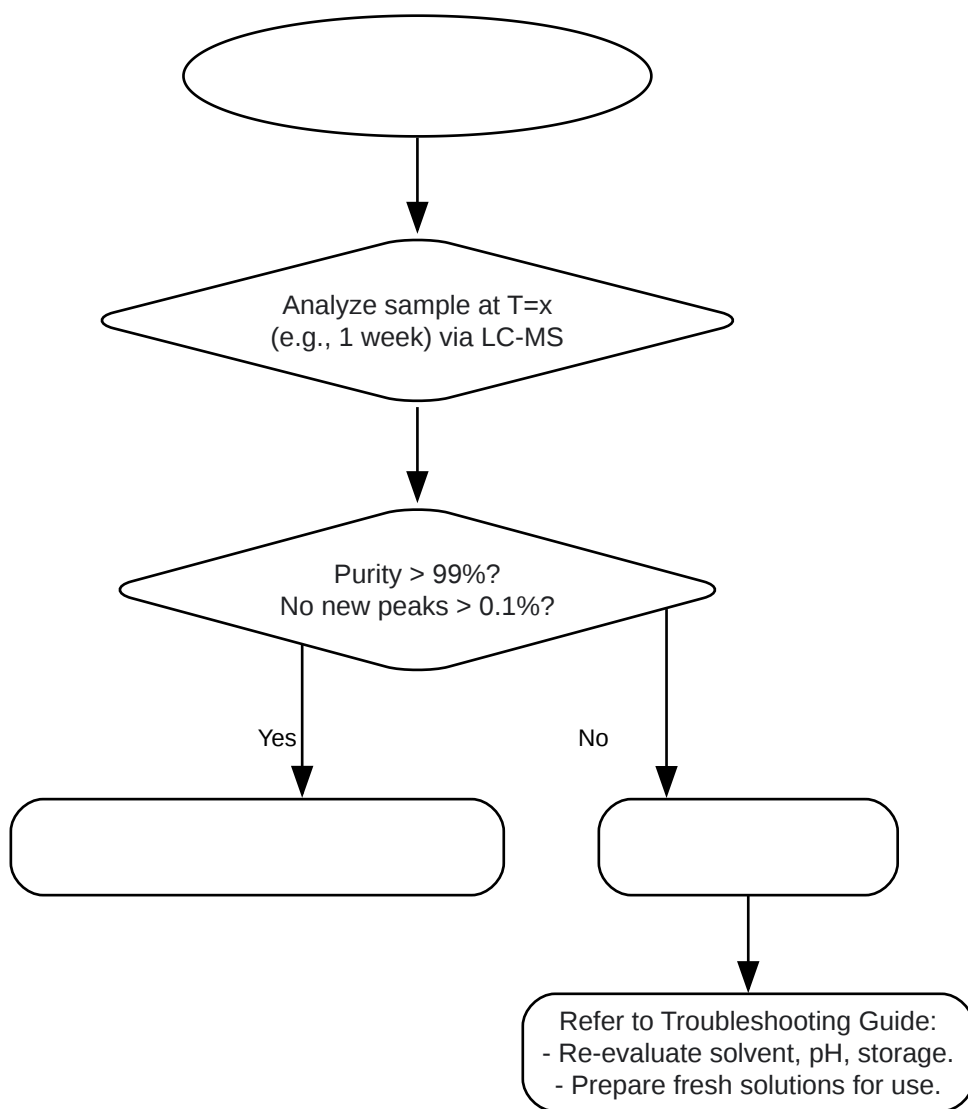 Analyze sample at T=x
(e.g., 1 week) via LC-MS
Purity > 99%?
No new peaks > 0.1%?
Yes
No
Refer to Troubleshooting Guide:
- Re-evaluate solvent, pH, storage.
- Prepare fresh solutions for use.